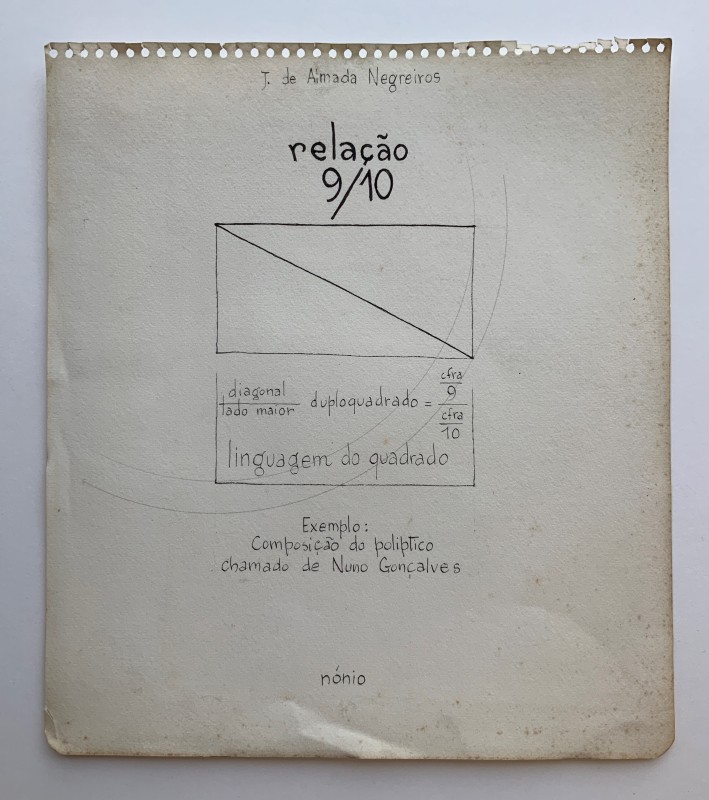 J. de Almada Negreiros
relação
9/10
diagonal
lado maior
duploquadrado =
cfra
9
cfra
10
linguagem do quadrado
Exemplo:
Composição do políptico
chamado de Nuno Gonçalves
nónio